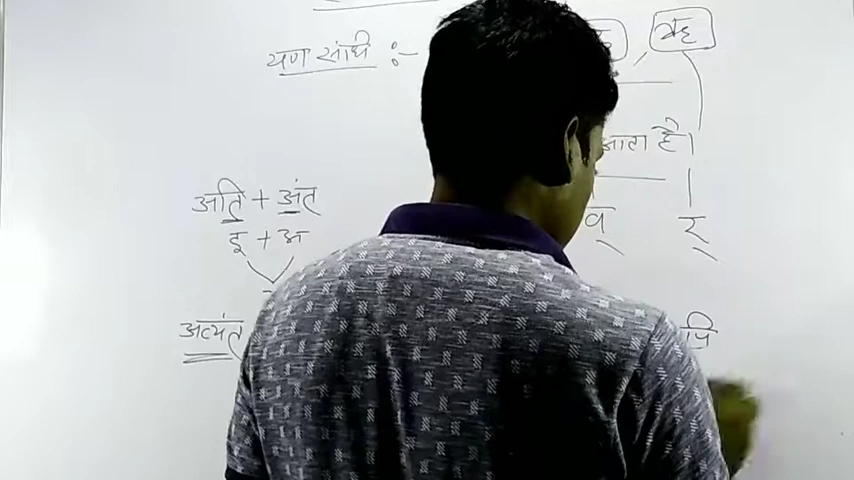 यण संधि :-
जाता है।
अति + अंत
व र
इ + अ
अत्यंत